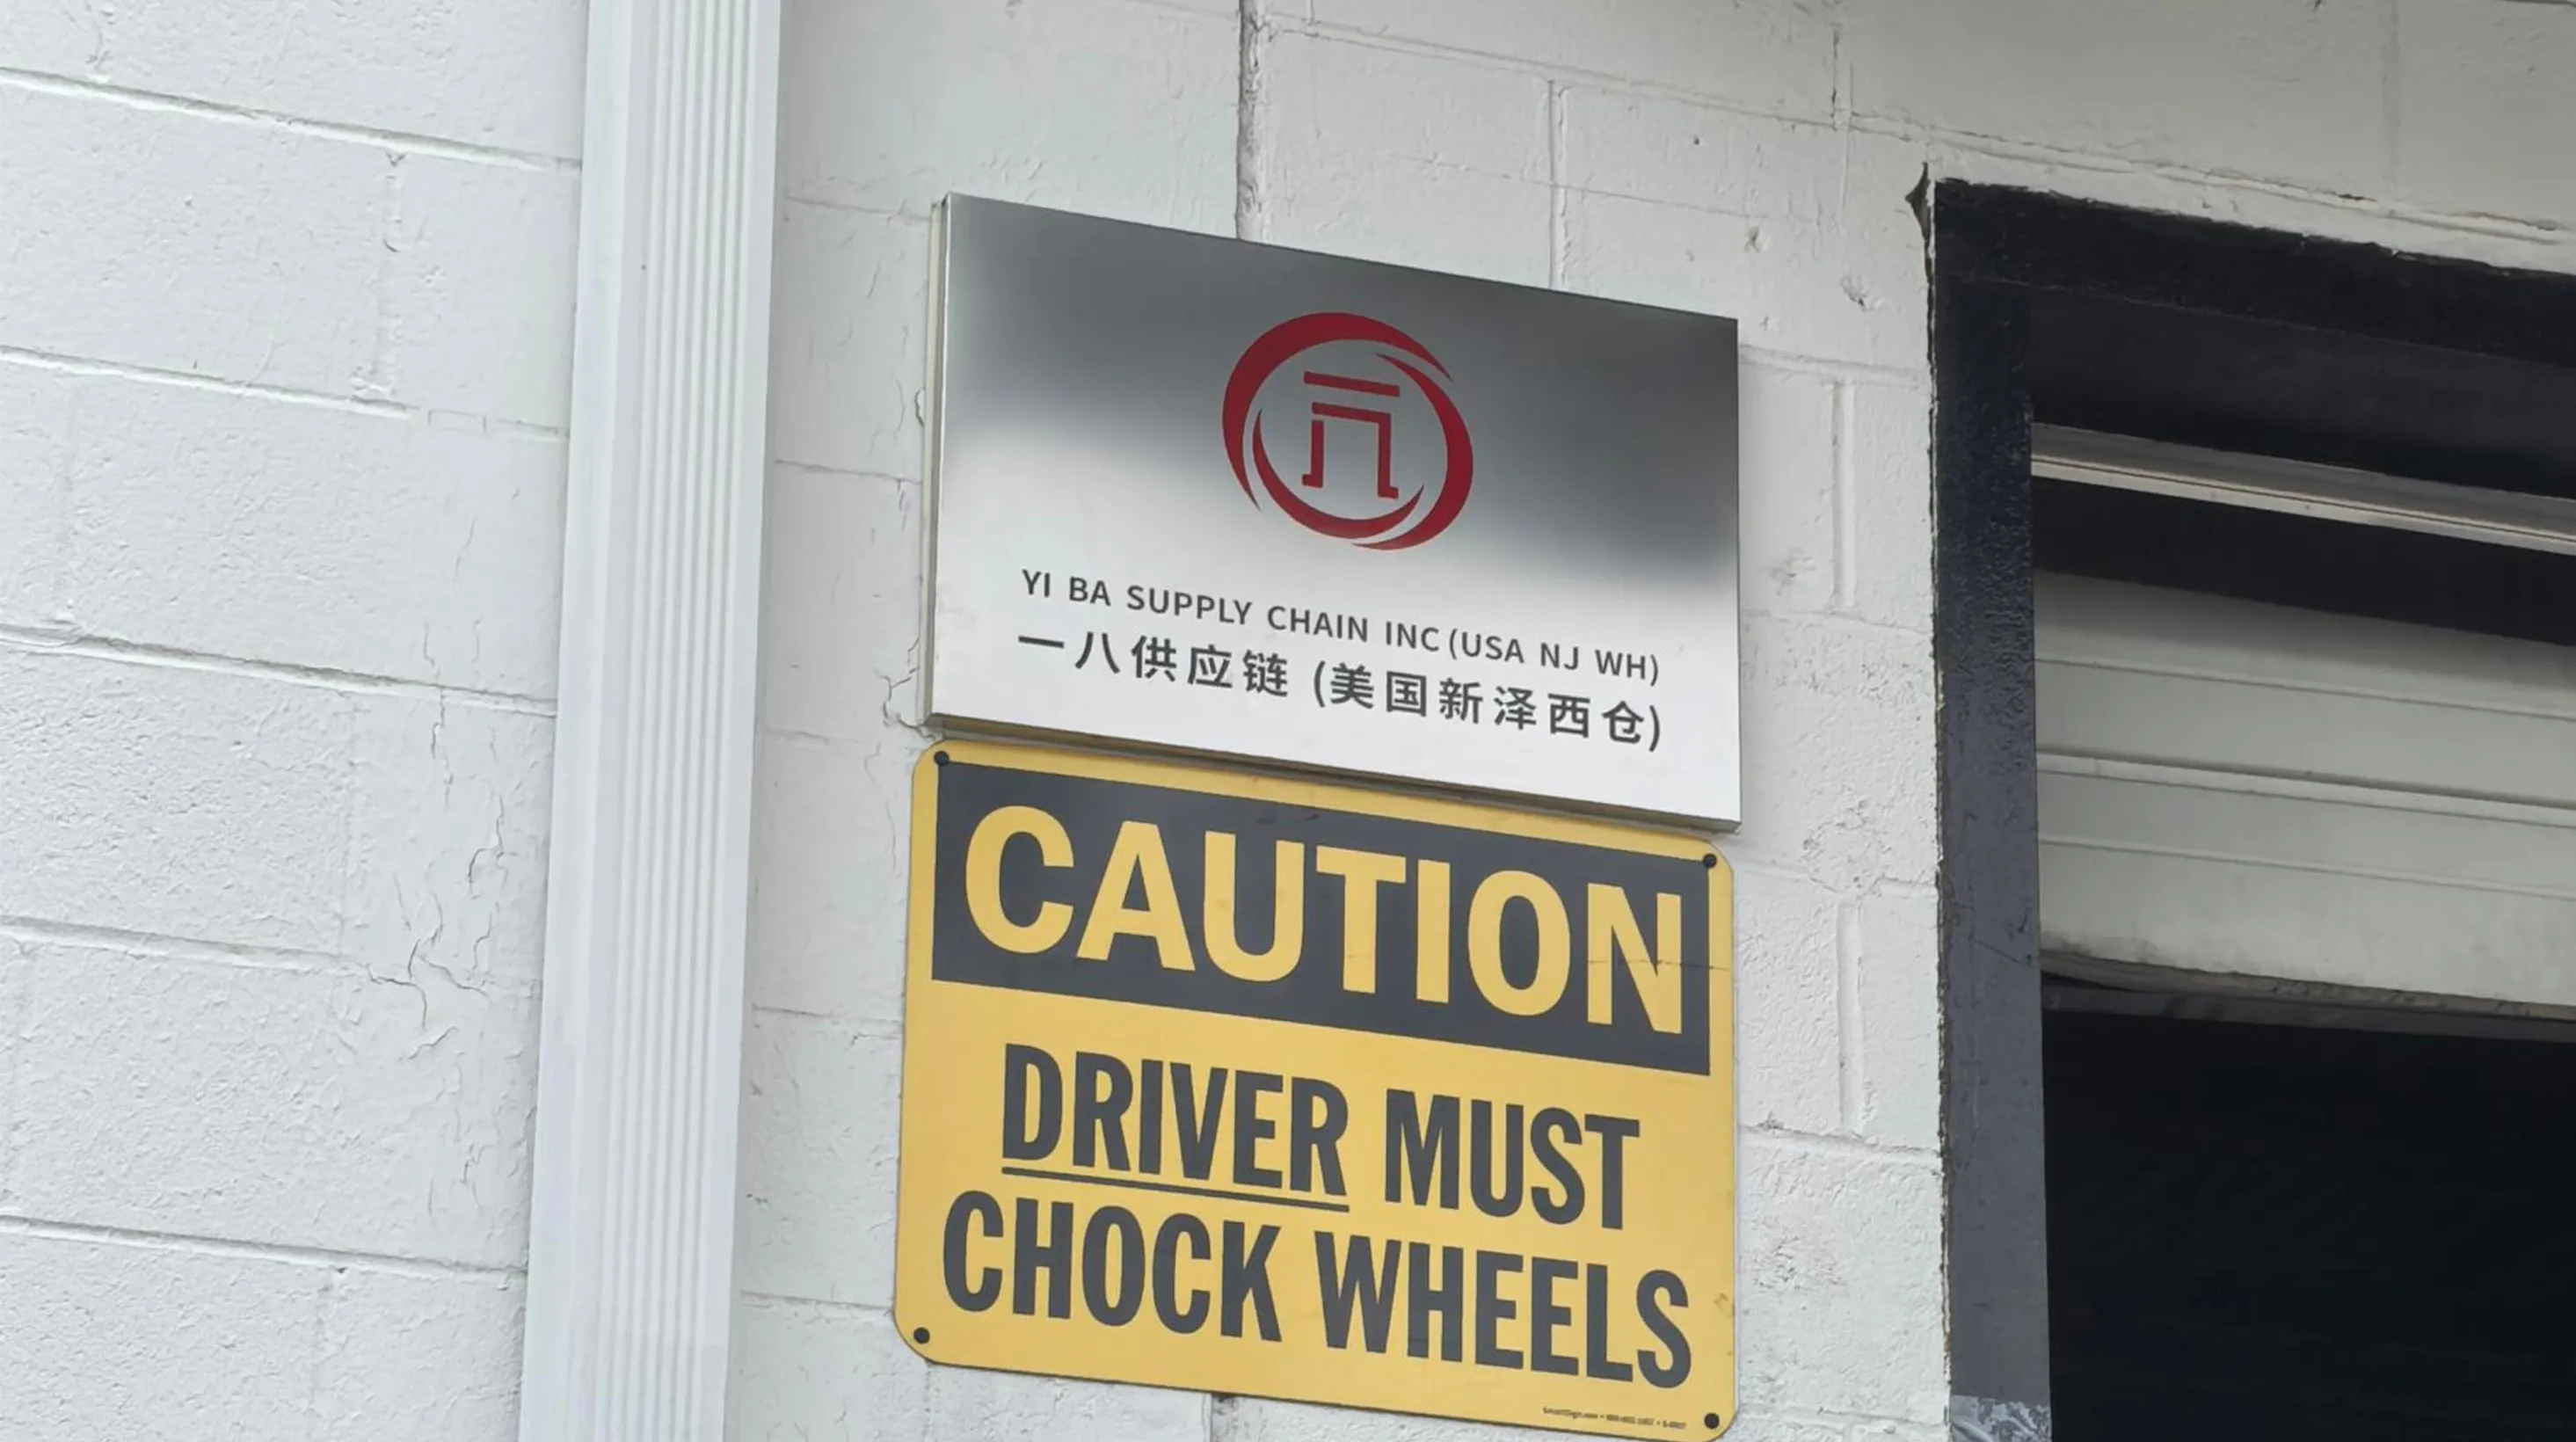 YI BA SUPPLY CHAIN INC (USA NJ WH)
一八供应链 (美国新泽西仓)
CAUTION
DRIVER MUST
CHOCK WHEELS